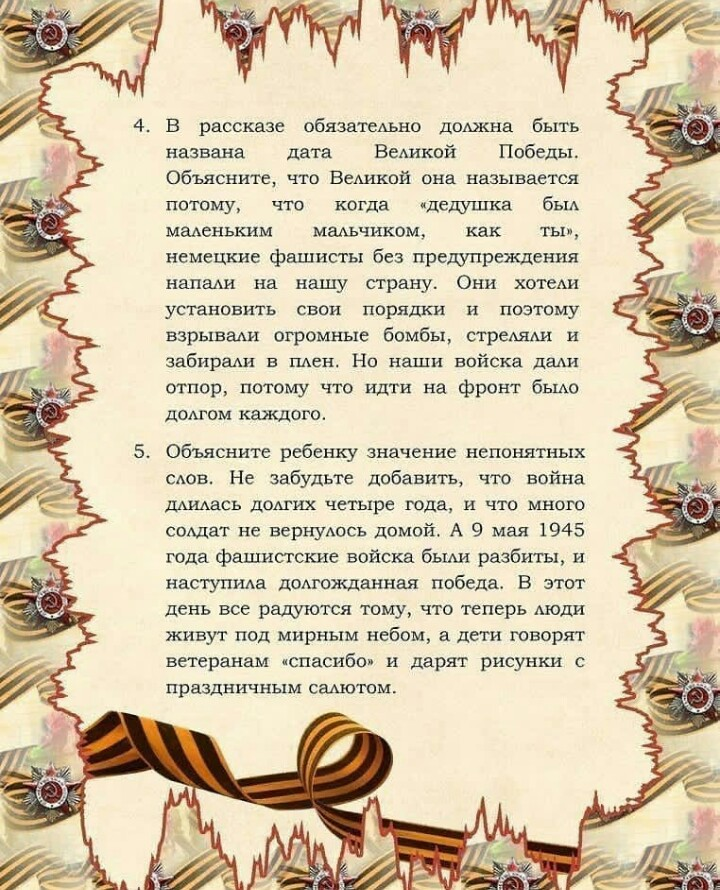 4. В рассказе обязательно должна быть
названа дата Великой Победы.
Объясните, что Великой она называется
потому, что когда «дедушка был
маленьким мальчиком, как ты»,
немецкие фашисты без предупреждения
напали на нашу страну. Они хотели
установить свои порядки и поэтому
взрывали огромные бомбы, стреляли и
забирали в плен. Но наши войска дали
отпор, потому что идти на фронт было
долгом каждого.
5. Объясните ребенку значение непонятных
слов. Не забудьте добавить, что война
длилась долгих четыре года, и что много
солдат не вернулось домой. А 9 мая 1945
года фашистские войска были разбиты, и
наступила долгожданная победа. В этот
день все радуются тому, что теперь люди
живут под мирным небом, а дети говорят
ветеранам «спасибо» и дарят рисунки с
праздничным салютом.